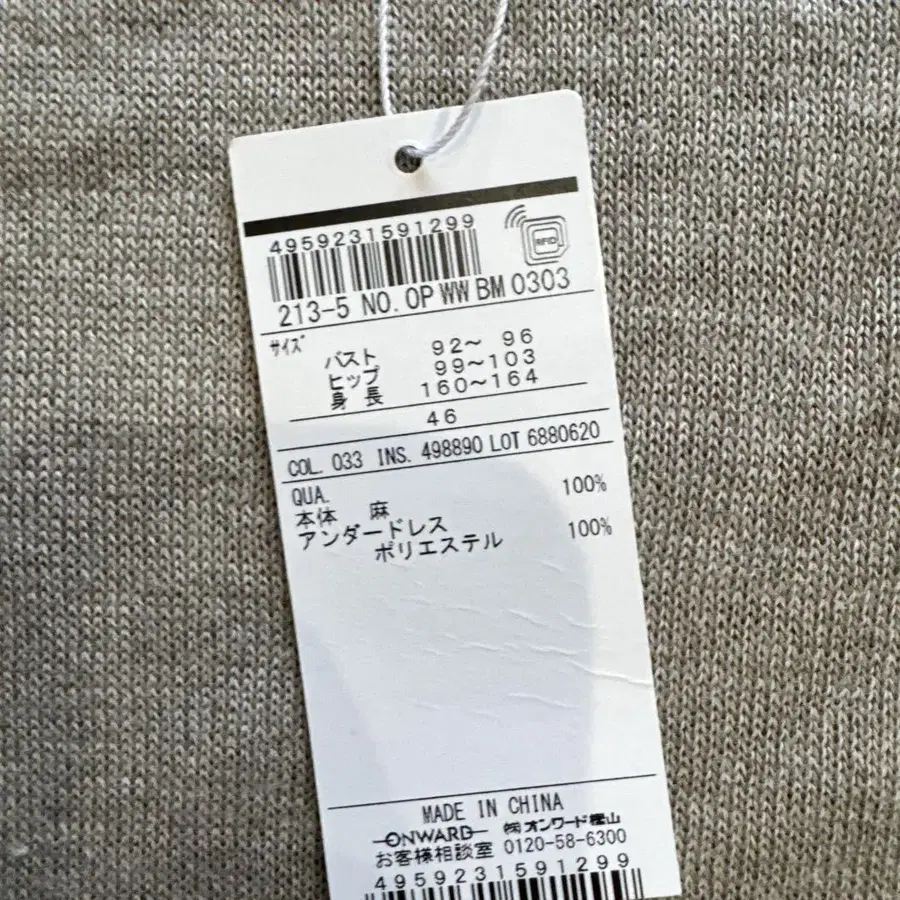 4959231591299
RFID
213-5 NO. OP WW BM 0303
サイズ
バスト 92～ 96
ヒップ 99～103
身 長 160～164
46
COL. 033 INS. 498890 LOT 6880620
QUA.
本体 麻 100%
アンダードレス
ポリエステル 100%
MADE IN CHINA
ONWARD ㈱オンワード樫山
お客様相談室 0120-58-6300
4959231591299